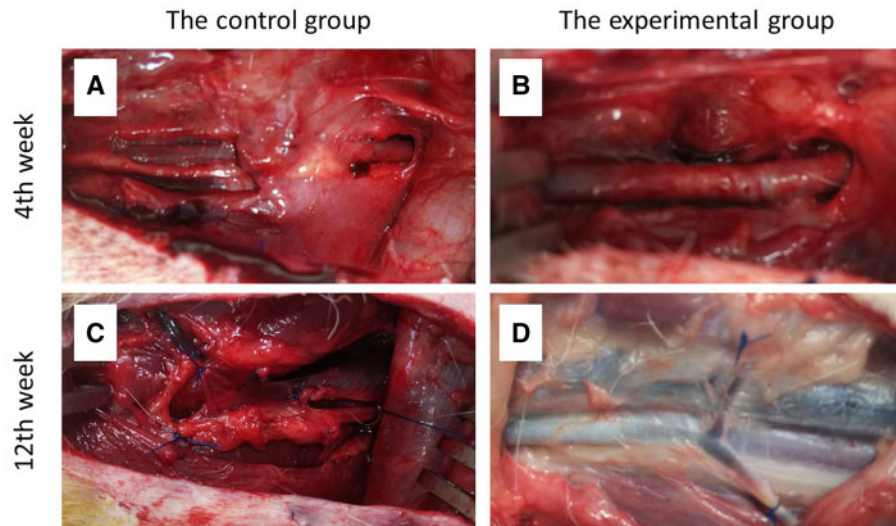 The control group
The experimental group
4th week
A
B
12th week
C
D